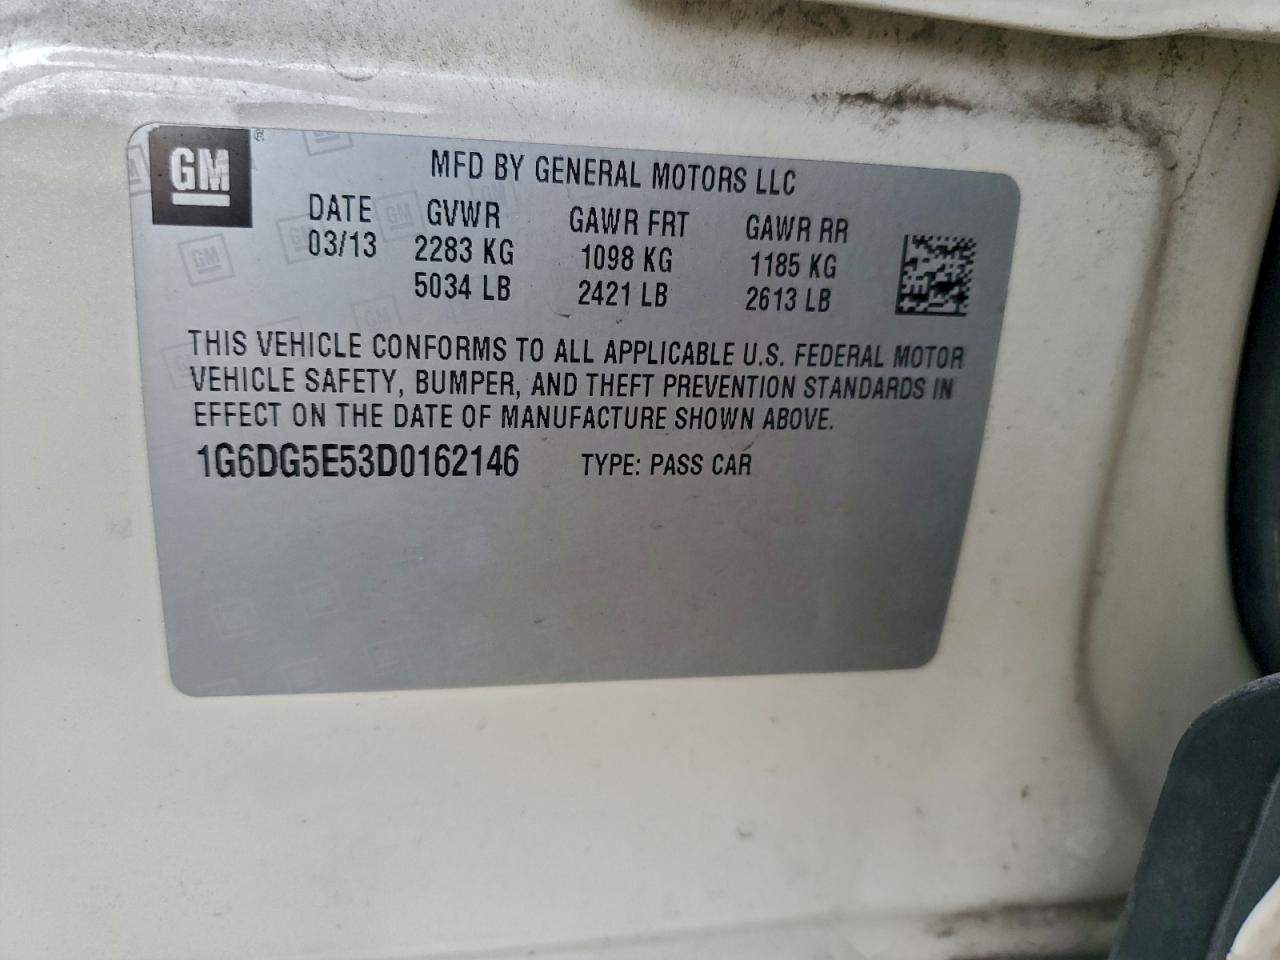 GM
MFD BY GENERAL MOTORS LLC
DATE GVWR GAWR FRT GAWR RR
03/13 2283 KG 1098 KG 1185 KG
5034 LB 2421 LB 2613 LB
THIS VEHICLE CONFORMS TO ALL APPLICABLE U.S. FEDERAL MOTOR
VEHICLE SAFETY, BUMPER, AND THEFT PREVENTION STANDARDS IN
EFFECT ON THE DATE OF MANUFACTURE SHOWN ABOVE.
1G6DG5E53D0162146 TYPE: PASS CAR